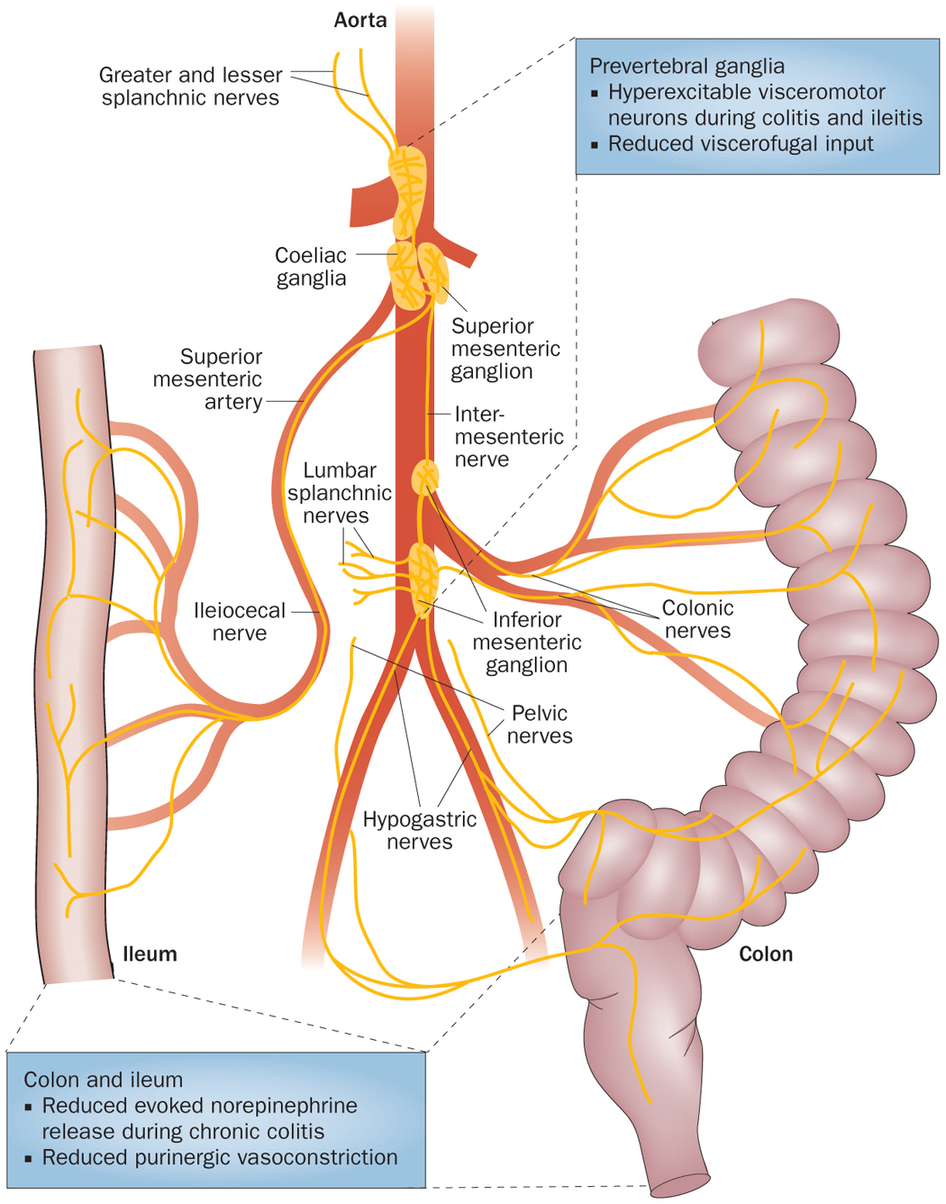 Aorta
Greater and lesser
splanchnic nerves
Prevertebral ganglia
▪ Hyperexcitable visceromotor
neurons during colitis and ileitis
▪ Reduced viscerofugal input
Coeliac
ganglia
Superior
mesenteric
ganglion
Superior
mesenteric
artery
Inter-
mesenteric
nerve
Lumbar
splanchnic
nerves
Ileiocecal
nerve
Inferior
mesenteric
ganglion
Colonic
nerves
Pelvic
nerves
Hypogastric
nerves
Ileum
Colon
Colon and ileum
▪ Reduced evoked norepinephrine
release during chronic colitis
▪ Reduced purinergic vasoconstriction